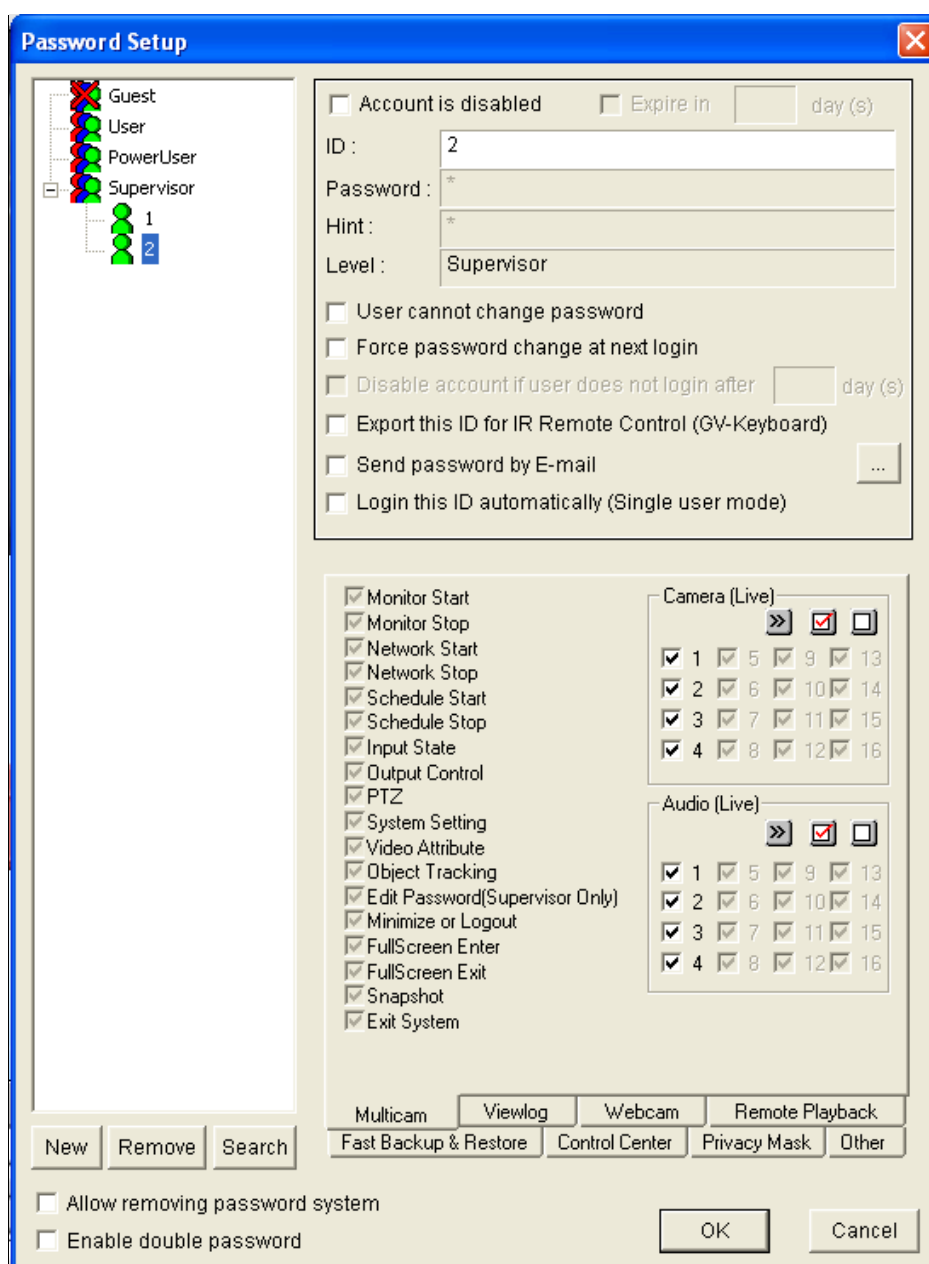 Password Setup
Guest
User
PowerUser
Supervisor
1
2
Account is disabled Expire in day (s)
ID : 2
Password : *
Hint : *
Level : Supervisor
User cannot change password
Force password change at next login
Disable account if user does not login after day (s)
Export this ID for IR Remote Control (GV-Keyboard)
Send password by E-mail ...
Login this ID automatically (Single user mode)
Monitor Start
Monitor Stop
Network Start
Network Stop
Schedule Start
Schedule Stop
Input State
Output Control
PTZ
System Setting
Video Attribute
Object Tracking
Edit Password(Supervisor Only)
Minimize or Logout
FullScreen Enter
FullScreen Exit
Snapshot
Exit System
Camera (Live)
1 5 9 13
2 6 10 14
3 7 11 15
4 8 12 16
Audio (Live)
1 5 9 13
2 6 10 14
3 7 11 15
4 8 12 16
Multicam Viewlog Webcam Remote Playback
Fast Backup & Restore Control Center Privacy Mask Other
New Remove Search
Allow removing password system
Enable double password
OK Cancel